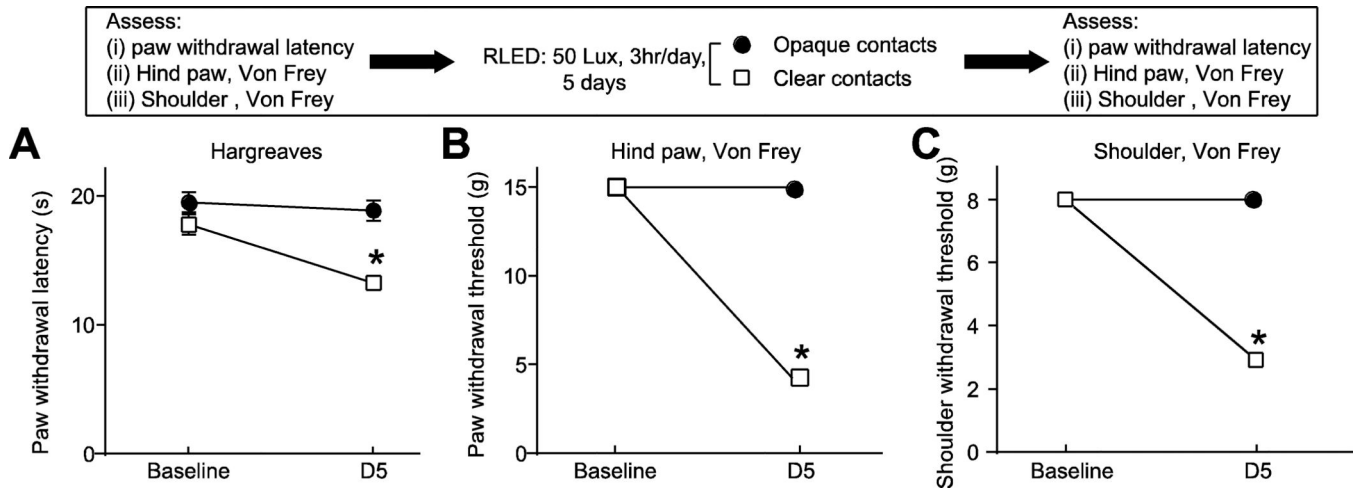 Assess:
(i) paw withdrawal latency
(ii) Hind paw, Von Frey
(iii) Shoulder , Von Frey
RLED: 50 Lux, 3hr/day,
5 days
Opaque contacts
Clear contacts
Assess:
(i) paw withdrawal latency
(ii) Hind paw, Von Frey
(iii) Shoulder , Von Frey
A
Hargreaves
Paw withdrawal latency (s)
20
*
10
0
Baseline
D5
B
Hind paw, Von Frey
Paw withdrawal threshold (g)
15
15
5
0
*
Baseline
D5
C
Shoulder, Von Frey
Shoulder withdrawal threshold (g)
8
6
4
2
0
*
Baseline
D5